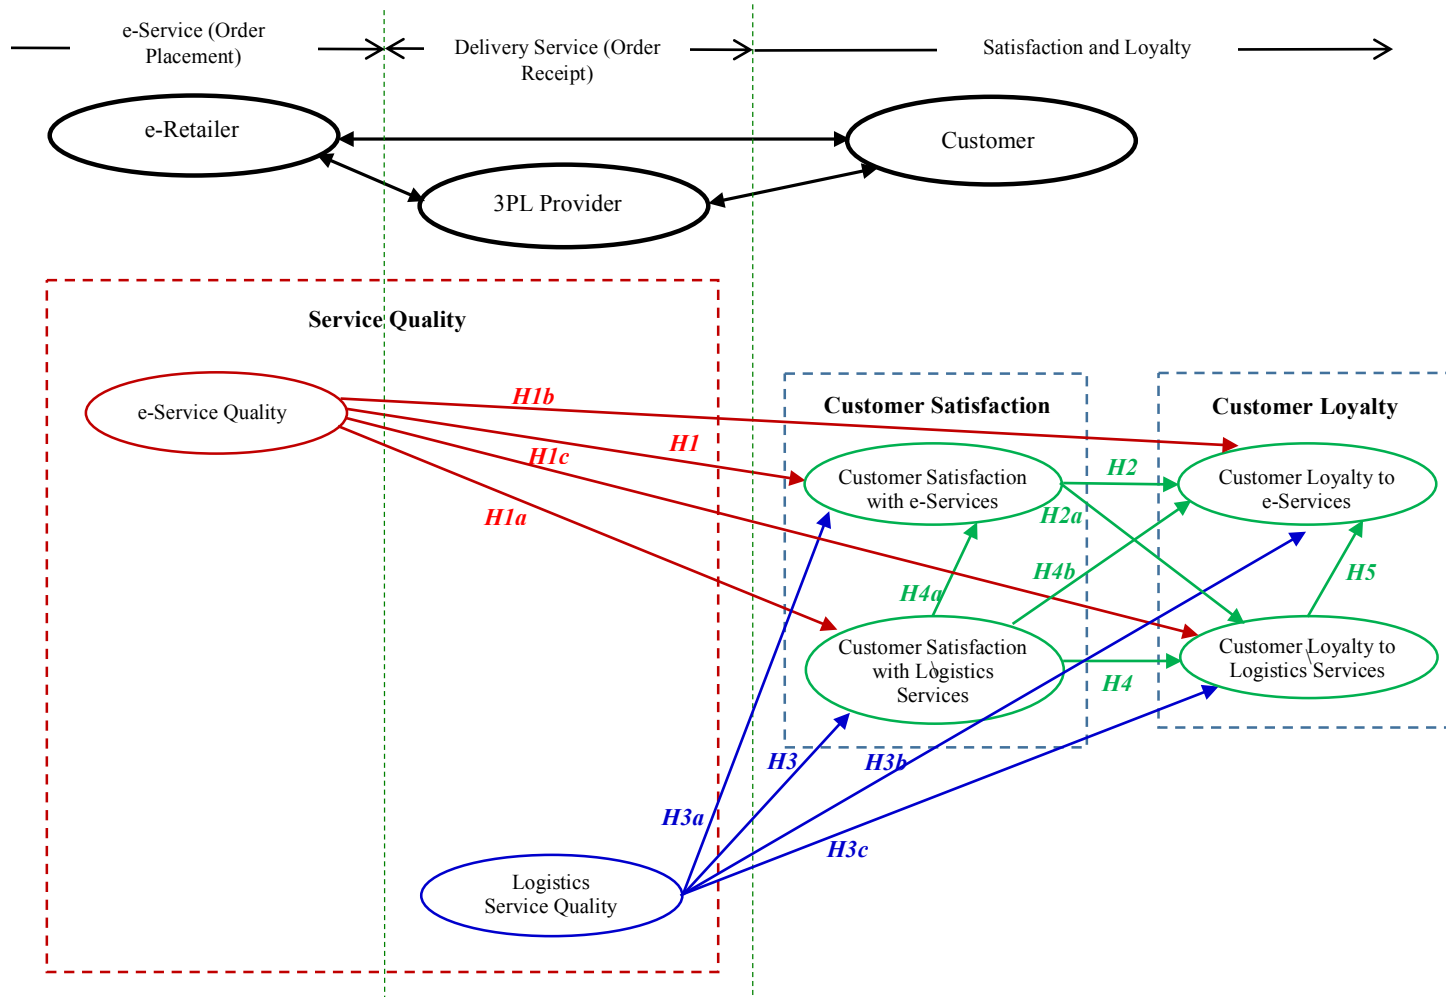 e-Service (Order
Placement)
Delivery Service (Order
Receipt)
Satisfaction and Loyalty
e-Retailer
Customer
3PL Provider
Service Quality
e-Service Quality
H1b
H1
H1c
H1a
Customer Satisfaction
Customer Loyalty
Customer Satisfaction
with e-Services
H2
Customer Loyalty to
e-Services
H2a
H4a
H4b
H5
Customer Satisfaction
with Logistics
Services
H4
Customer Loyalty to
Logistics Services
\
\
H3
H3b
H3a
H3c
Logistics
Service Quality